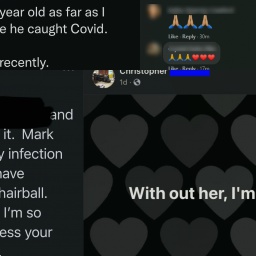 year old as far as I
e he caught Covid.
recently.
Like · Reply · 30m
Like · Reply · 17m
Christopher
1d ·
and
it. Mark
y infection
have
hairball.
I'm so
ess your
With out her, I'm